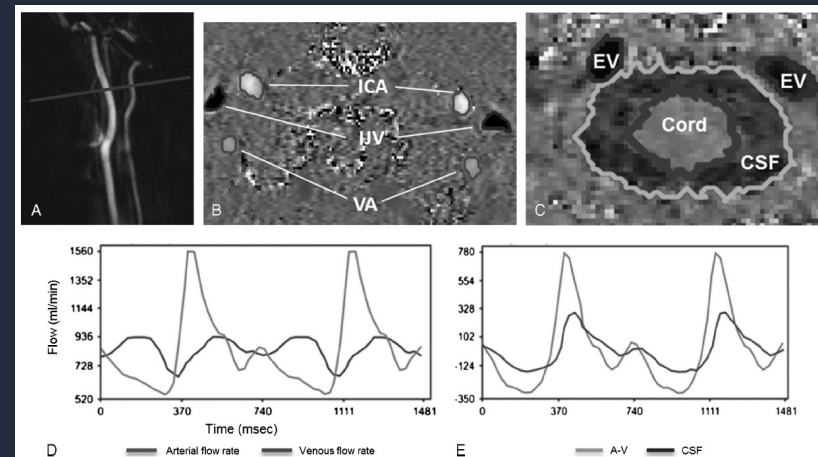 A
B
ICA
IJV
VA
C
EV
EV
Cord
CSF
Flow (ml/min)
1560
1352
1144
936
728
520
0
370
740
1111
1481
Time (msec)
D
Arterial flow rate
Venous flow rate
780
554
328
102
-124
-350
0
370
740
1111
1481
E
A-V
CSF